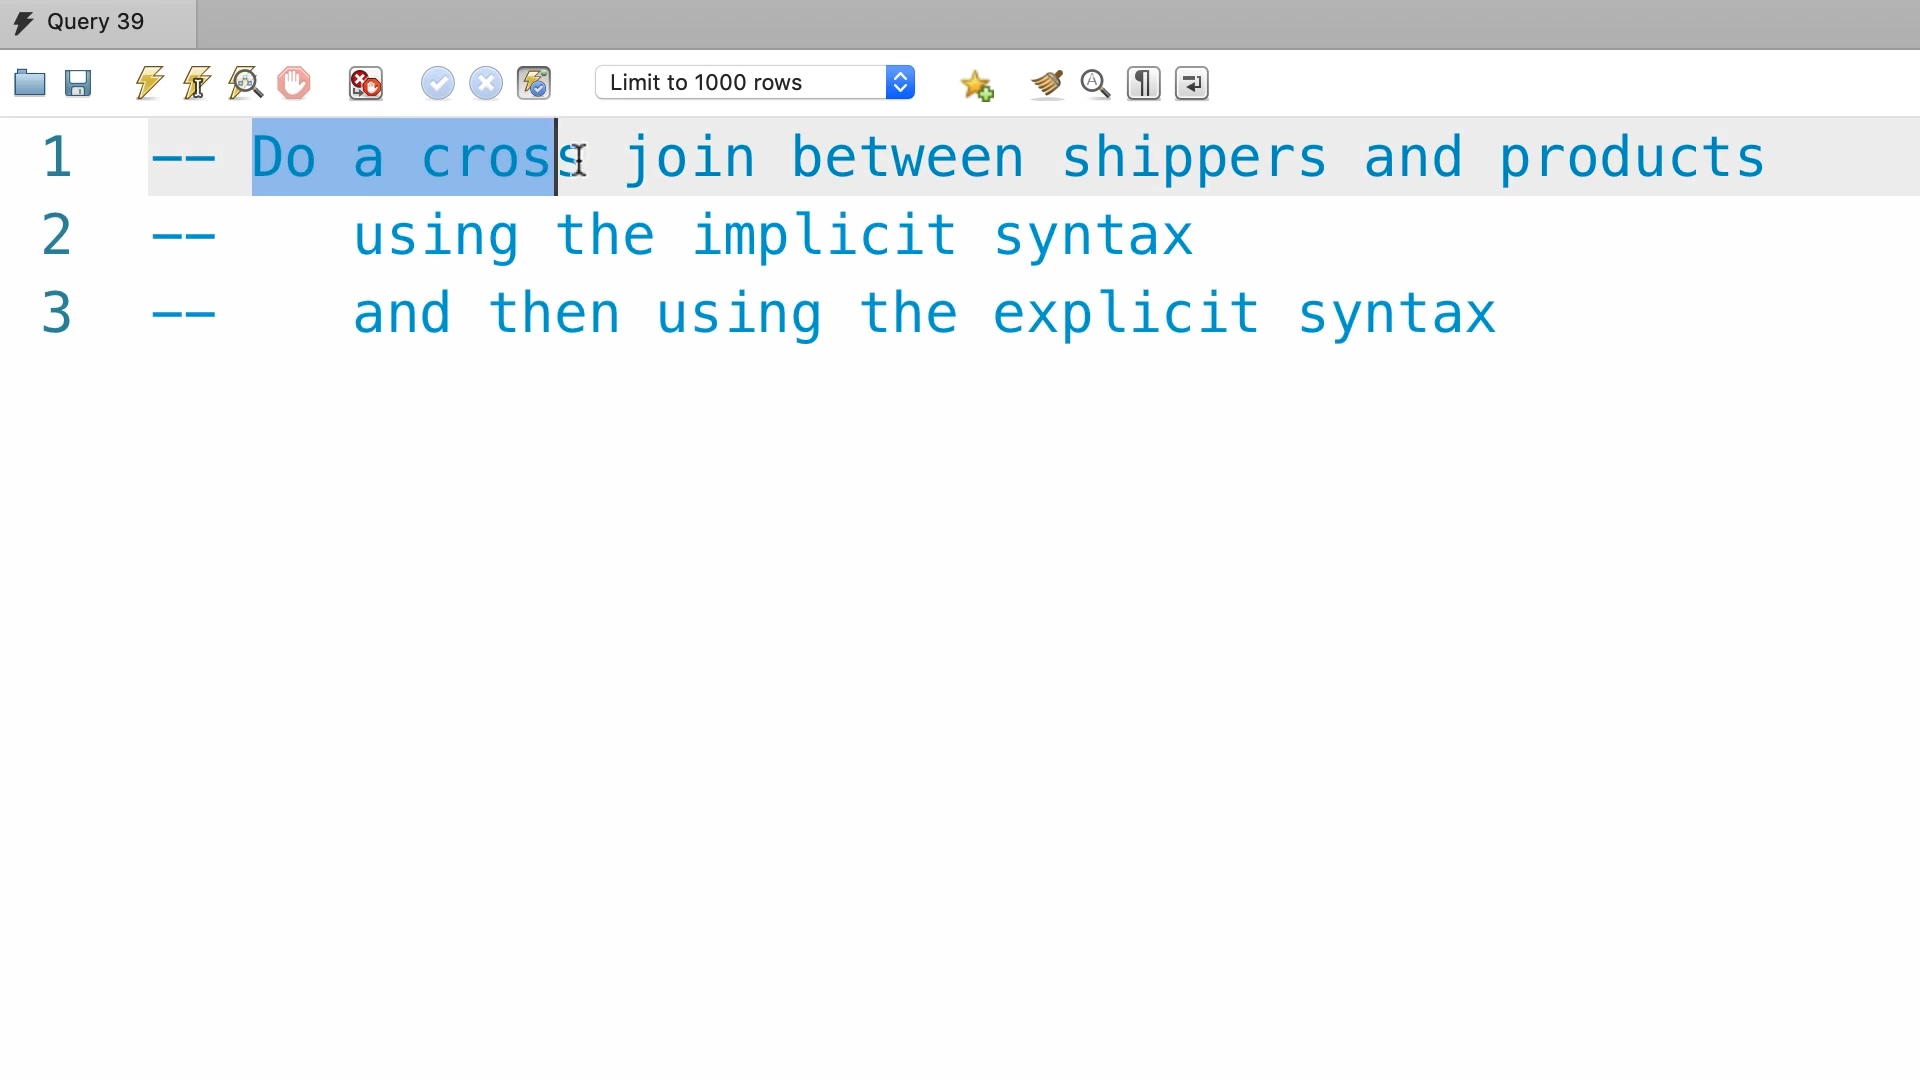 Query 39
Limit to 1000 rows
1 -- Do a cross join between shippers and products
2 -- using the implicit syntax
3 -- and then using the explicit syntax